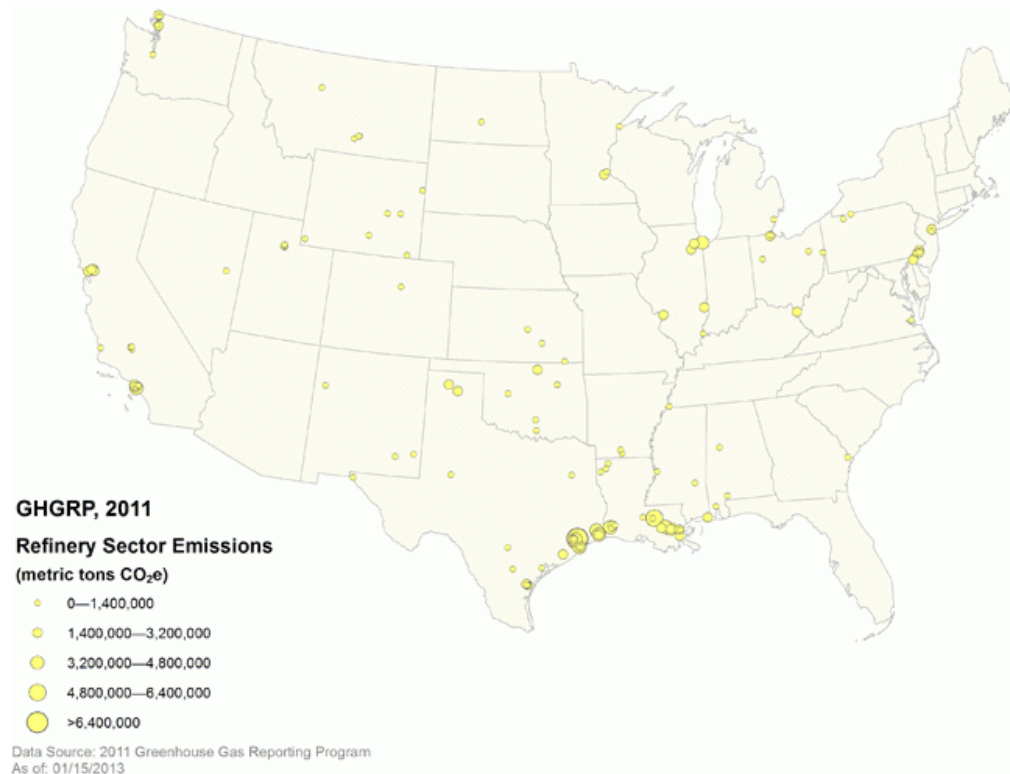 GHGRP, 2011
Refinery Sector Emissions
(metric tons CO₂e)
0—1,400,000
1,400,000—3,200,000
3,200,000—4,800,000
4,800,000—6,400,000
>6,400,000
Data Source: 2011 Greenhouse Gas Reporting Program
As of: 01/15/2013